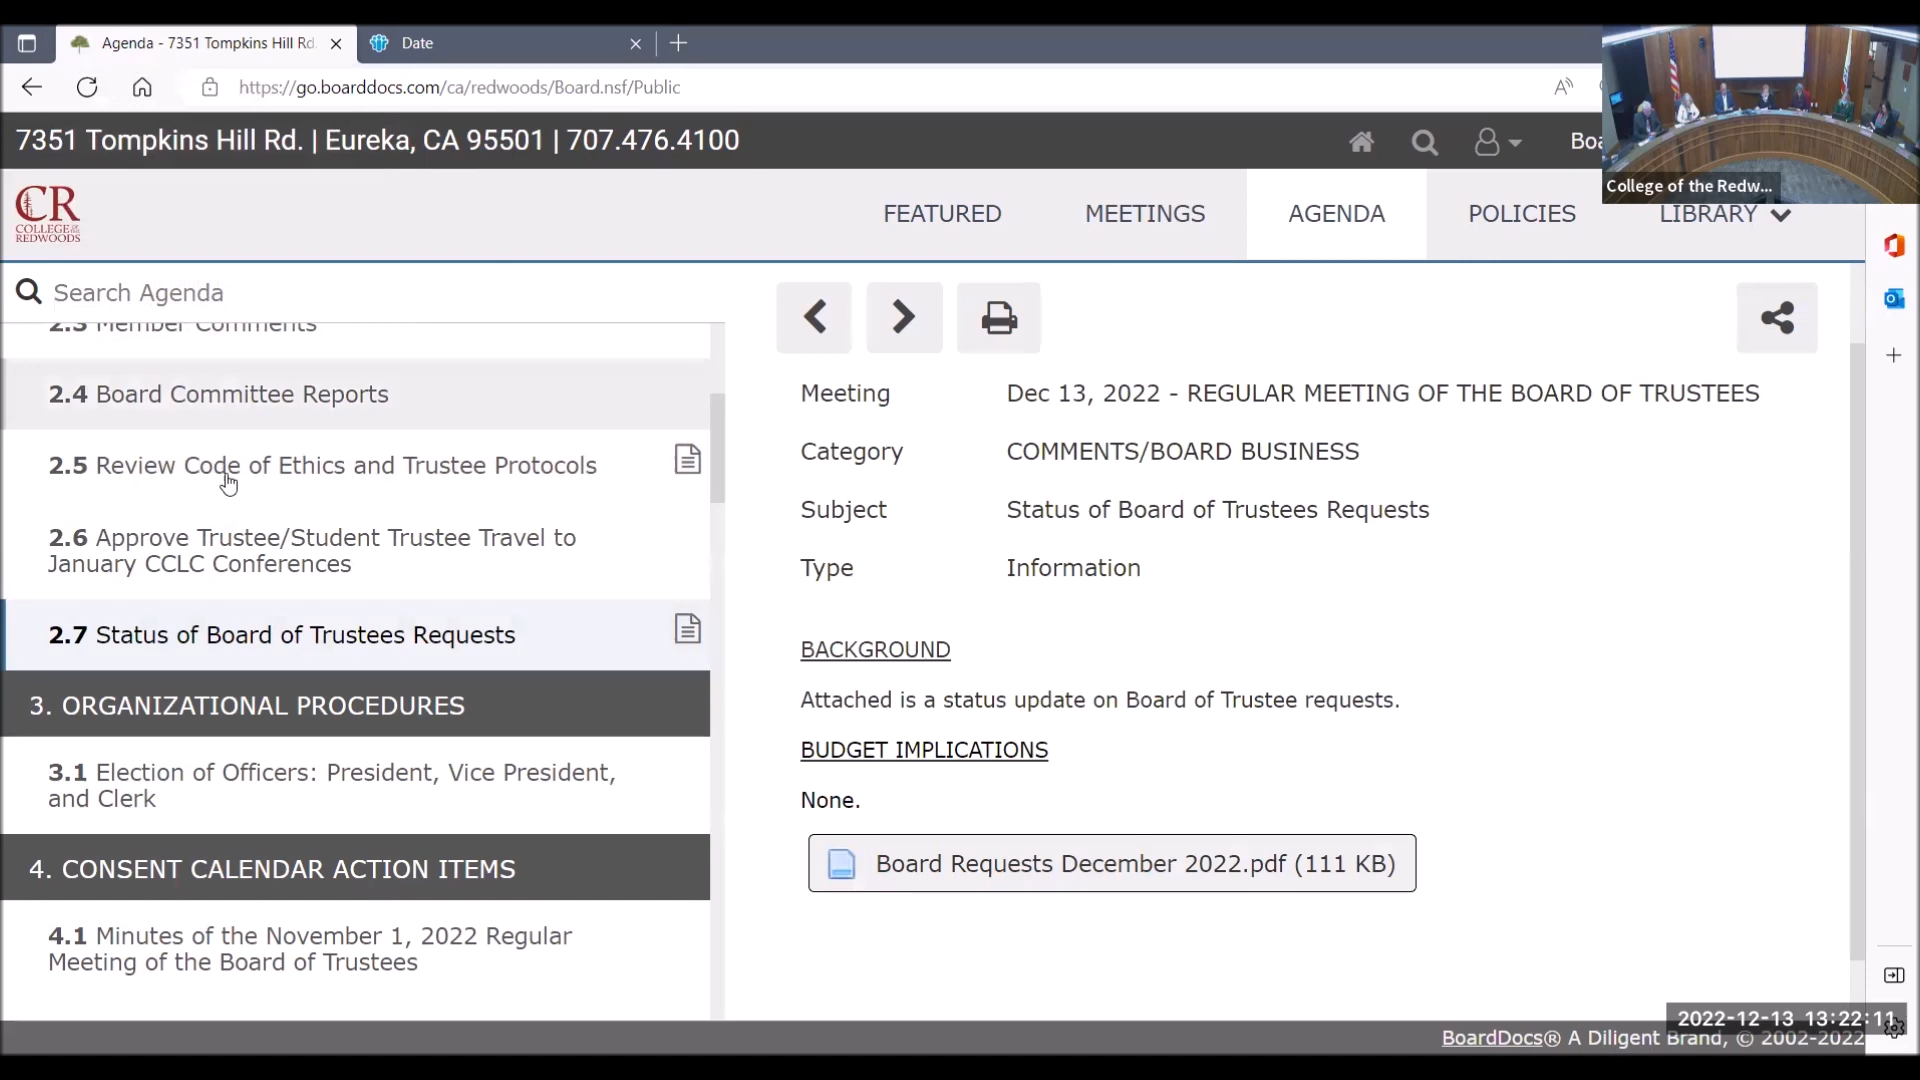 Agenda - 7351 Tompkins Hill Rd.
Date
https://go.boarddocs.com/ca/redwoods/Board.nsf/Public
7351 Tompkins Hill Rd. | Eureka, CA 95501 | 707.476.4100
Boa
College of the Redw...
CR
COLLEGE OF THE
REDWOODS
FEATURED
MEETINGS
AGENDA
POLICIES
LIBRARY
Search Agenda
2.3 Member Comments
2.4 Board Committee Reports
2.5 Review Code of Ethics and Trustee Protocols
2.6 Approve Trustee/Student Trustee Travel to
January CCLC Conferences
2.7 Status of Board of Trustees Requests
3. ORGANIZATIONAL PROCEDURES
3.1 Election of Officers: President, Vice President,
and Clerk
4. CONSENT CALENDAR ACTION ITEMS
4.1 Minutes of the November 1, 2022 Regular
Meeting of the Board of Trustees
Meeting Dec 13, 2022 - REGULAR MEETING OF THE BOARD OF TRUSTEES
Category COMMENTS/BOARD BUSINESS
Subject Status of Board of Trustees Requests
Type Information
BACKGROUND
Attached is a status update on Board of Trustee requests.
BUDGET IMPLICATIONS
None.
Board Requests December 2022.pdf (111 KB)
2022-12-13 13:22:11
BoardDocs® A Diligent Brand, © 2002-2022